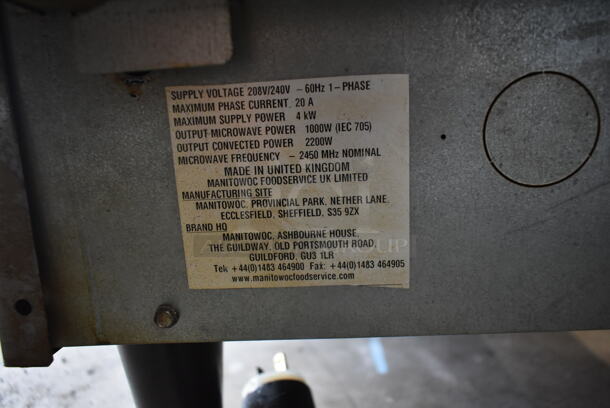 SUPPLY VOLTAGE 208V/240V – 60Hz 1 – PHASE
MAXIMUM PHASE CURRENT 20 A
MAXIMUM SUPPLY POWER 4 kW
OUTPUT MICROWAVE POWER 1000W (IEC 705)
OUTPUT CONVECTED POWER 2200W
MICROWAVE FREQUENCY – 2450 MHz NOMINAL
MADE IN UNITED KINGDOM
MANITOWOC FOODSERVICE UK LIMITED
MANUFACTURING SITE
MANITOWOC, PROVINCIAL PARK, NETHER LANE,
ECCLESFIELD, SHEFFIELD, S35 9ZX
BRAND HQ
MANITOWOC, ASHBOURNE HOUSE,
THE GUILDWAY, OLD PORTSMOUTH ROAD,
GUILDFORD, GU3 1LR
Tel: +44(0)1483 464900 Fax: +44(0)1483 464905
www.manitowocfoodservice.com